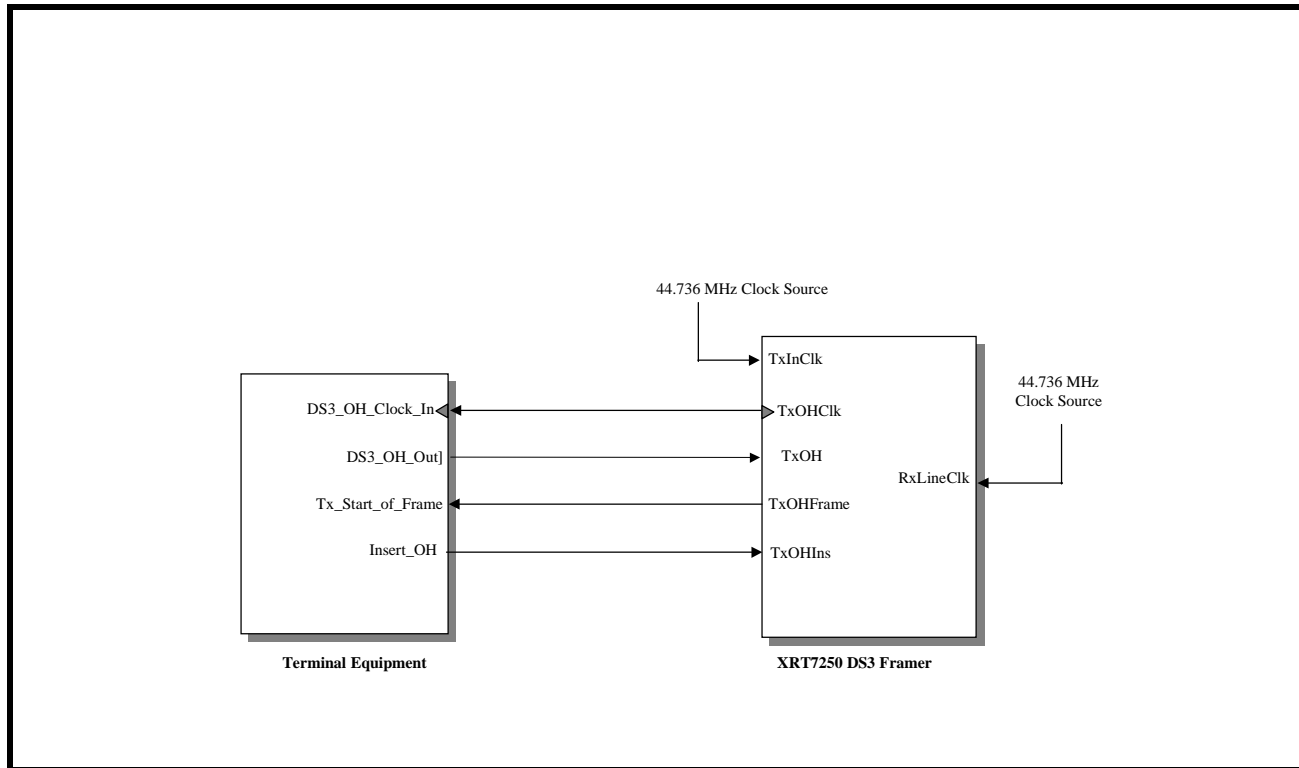 44.736 MHz Clock Source
TxInClk
44.736 MHz
Clock Source
DS3_OH_Clock_In
TxOHClk
DS3_OH_Out]
TxOH
RxLineClk
Tx_Start_of_Frame
TxOHFrame
Insert_OH
TxOHIns
Terminal Equipment
XRT7250 DS3 Framer